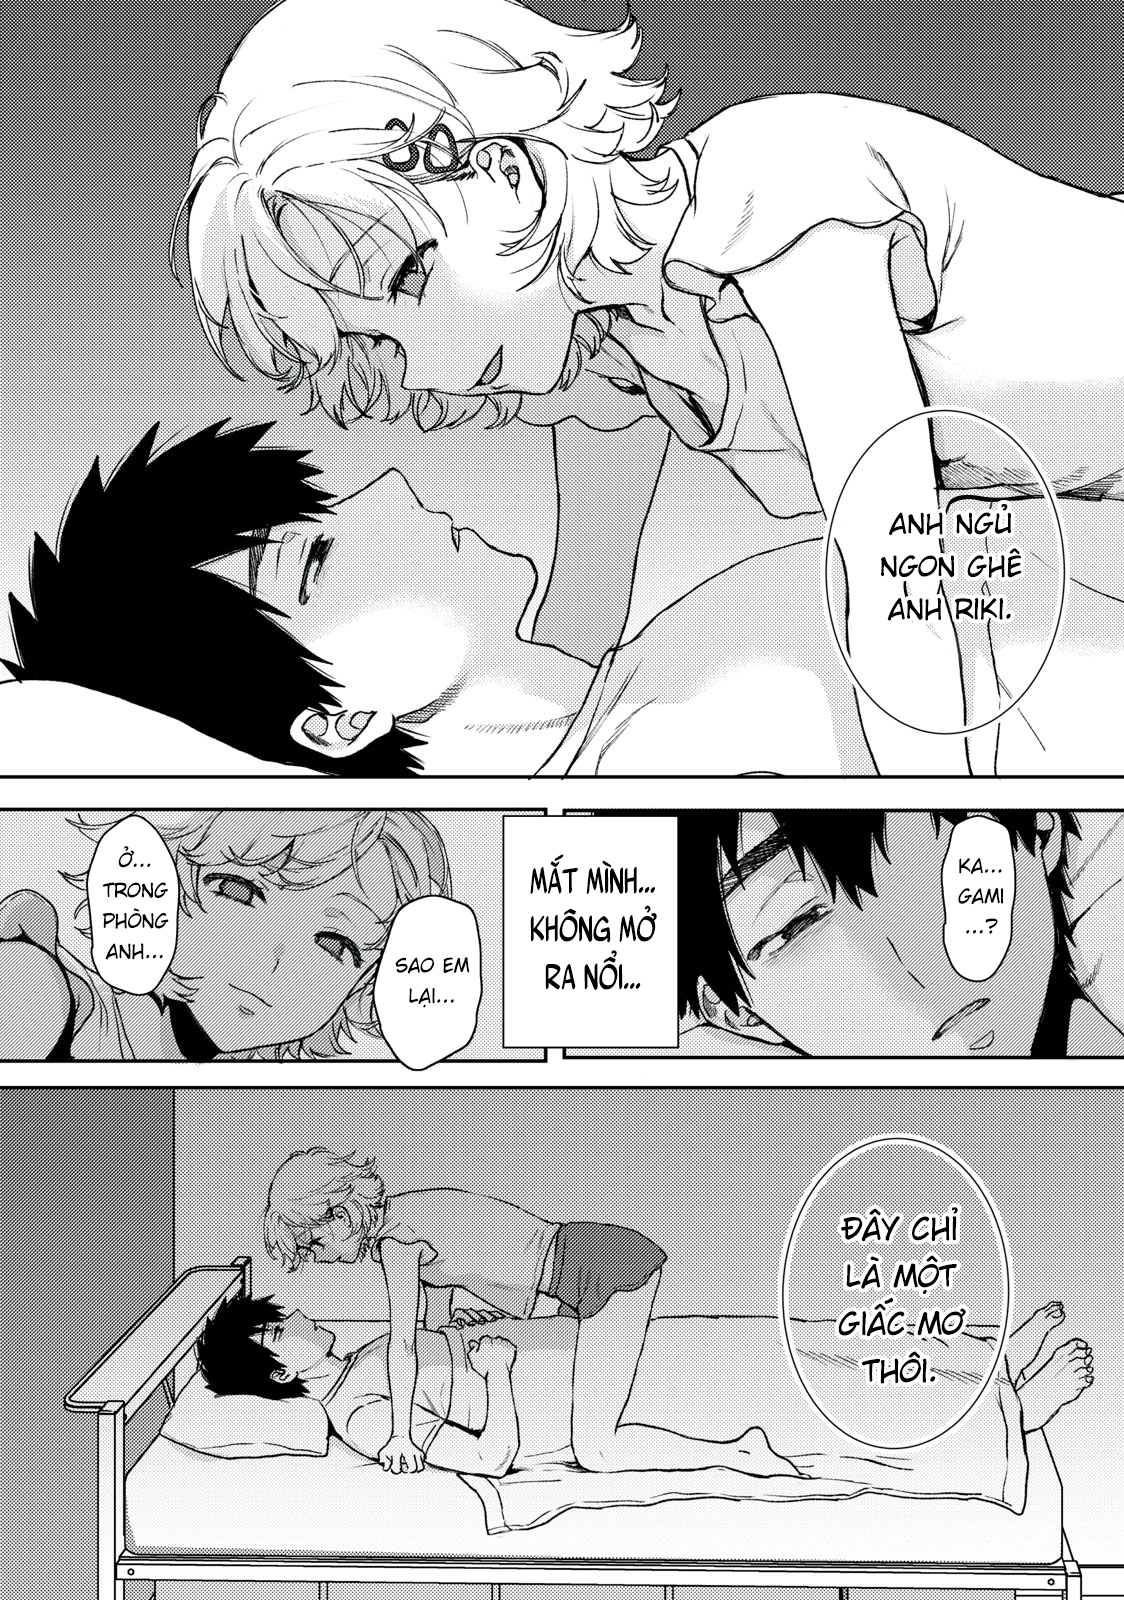 ANH NGỦ
NGON GHÊ
ANH RIKI.
KA...
GAMI
...?
MẮT MÌNH...
KHÔNG MỞ
RA NỔI...
SAO EM
LẠI...
Ở...
TRONG
PHÒNG
ANH...
ĐÂY CHỈ
LÀ MỘT
GIẤC MƠ
THÔI.